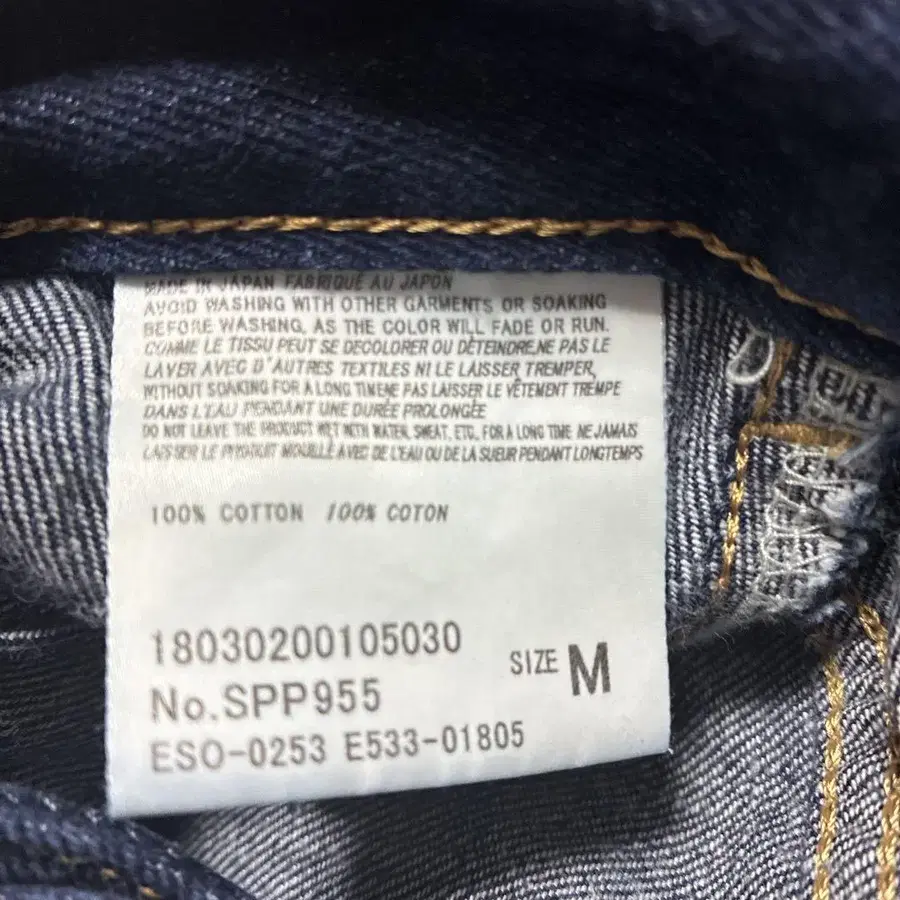 MADE IN JAPAN FABRIQUE AU JAPON
AVOID WASHING WITH OTHER GARMENTS OR SOAKING
BEFORE WASHING, AS THE COLOR WILL FADE OR RUN.
COMME LE TISSU PEUT SE DECOLORER OU DÉTEINDRE,NE PAS LE
LAVER AVEC D'AUTRES TEXTILES NI LE LAISSER TREMPER,
WITHOUT SOAKING FOR A LONG TIMENE PAS LAISSER LE VÊTEMENT TREMPE
DANS L'EAU PENDANT UNE DURÉE PROLONGÉE
DO NOT LEAVE THE PRODUCT WET WITH WATER, SWEAT, ETC, FOR A LONG TIME NE JAMAIS
LAISSER LE PRODUIT MOUILLÉ AVEC DE L'EAU OU DE LA SUEUR PENDANT LONGTEMPS
100% COTTON 100% COTON
18030200105030
SIZE M
No.SPP955
ESO-0253 E533-01805